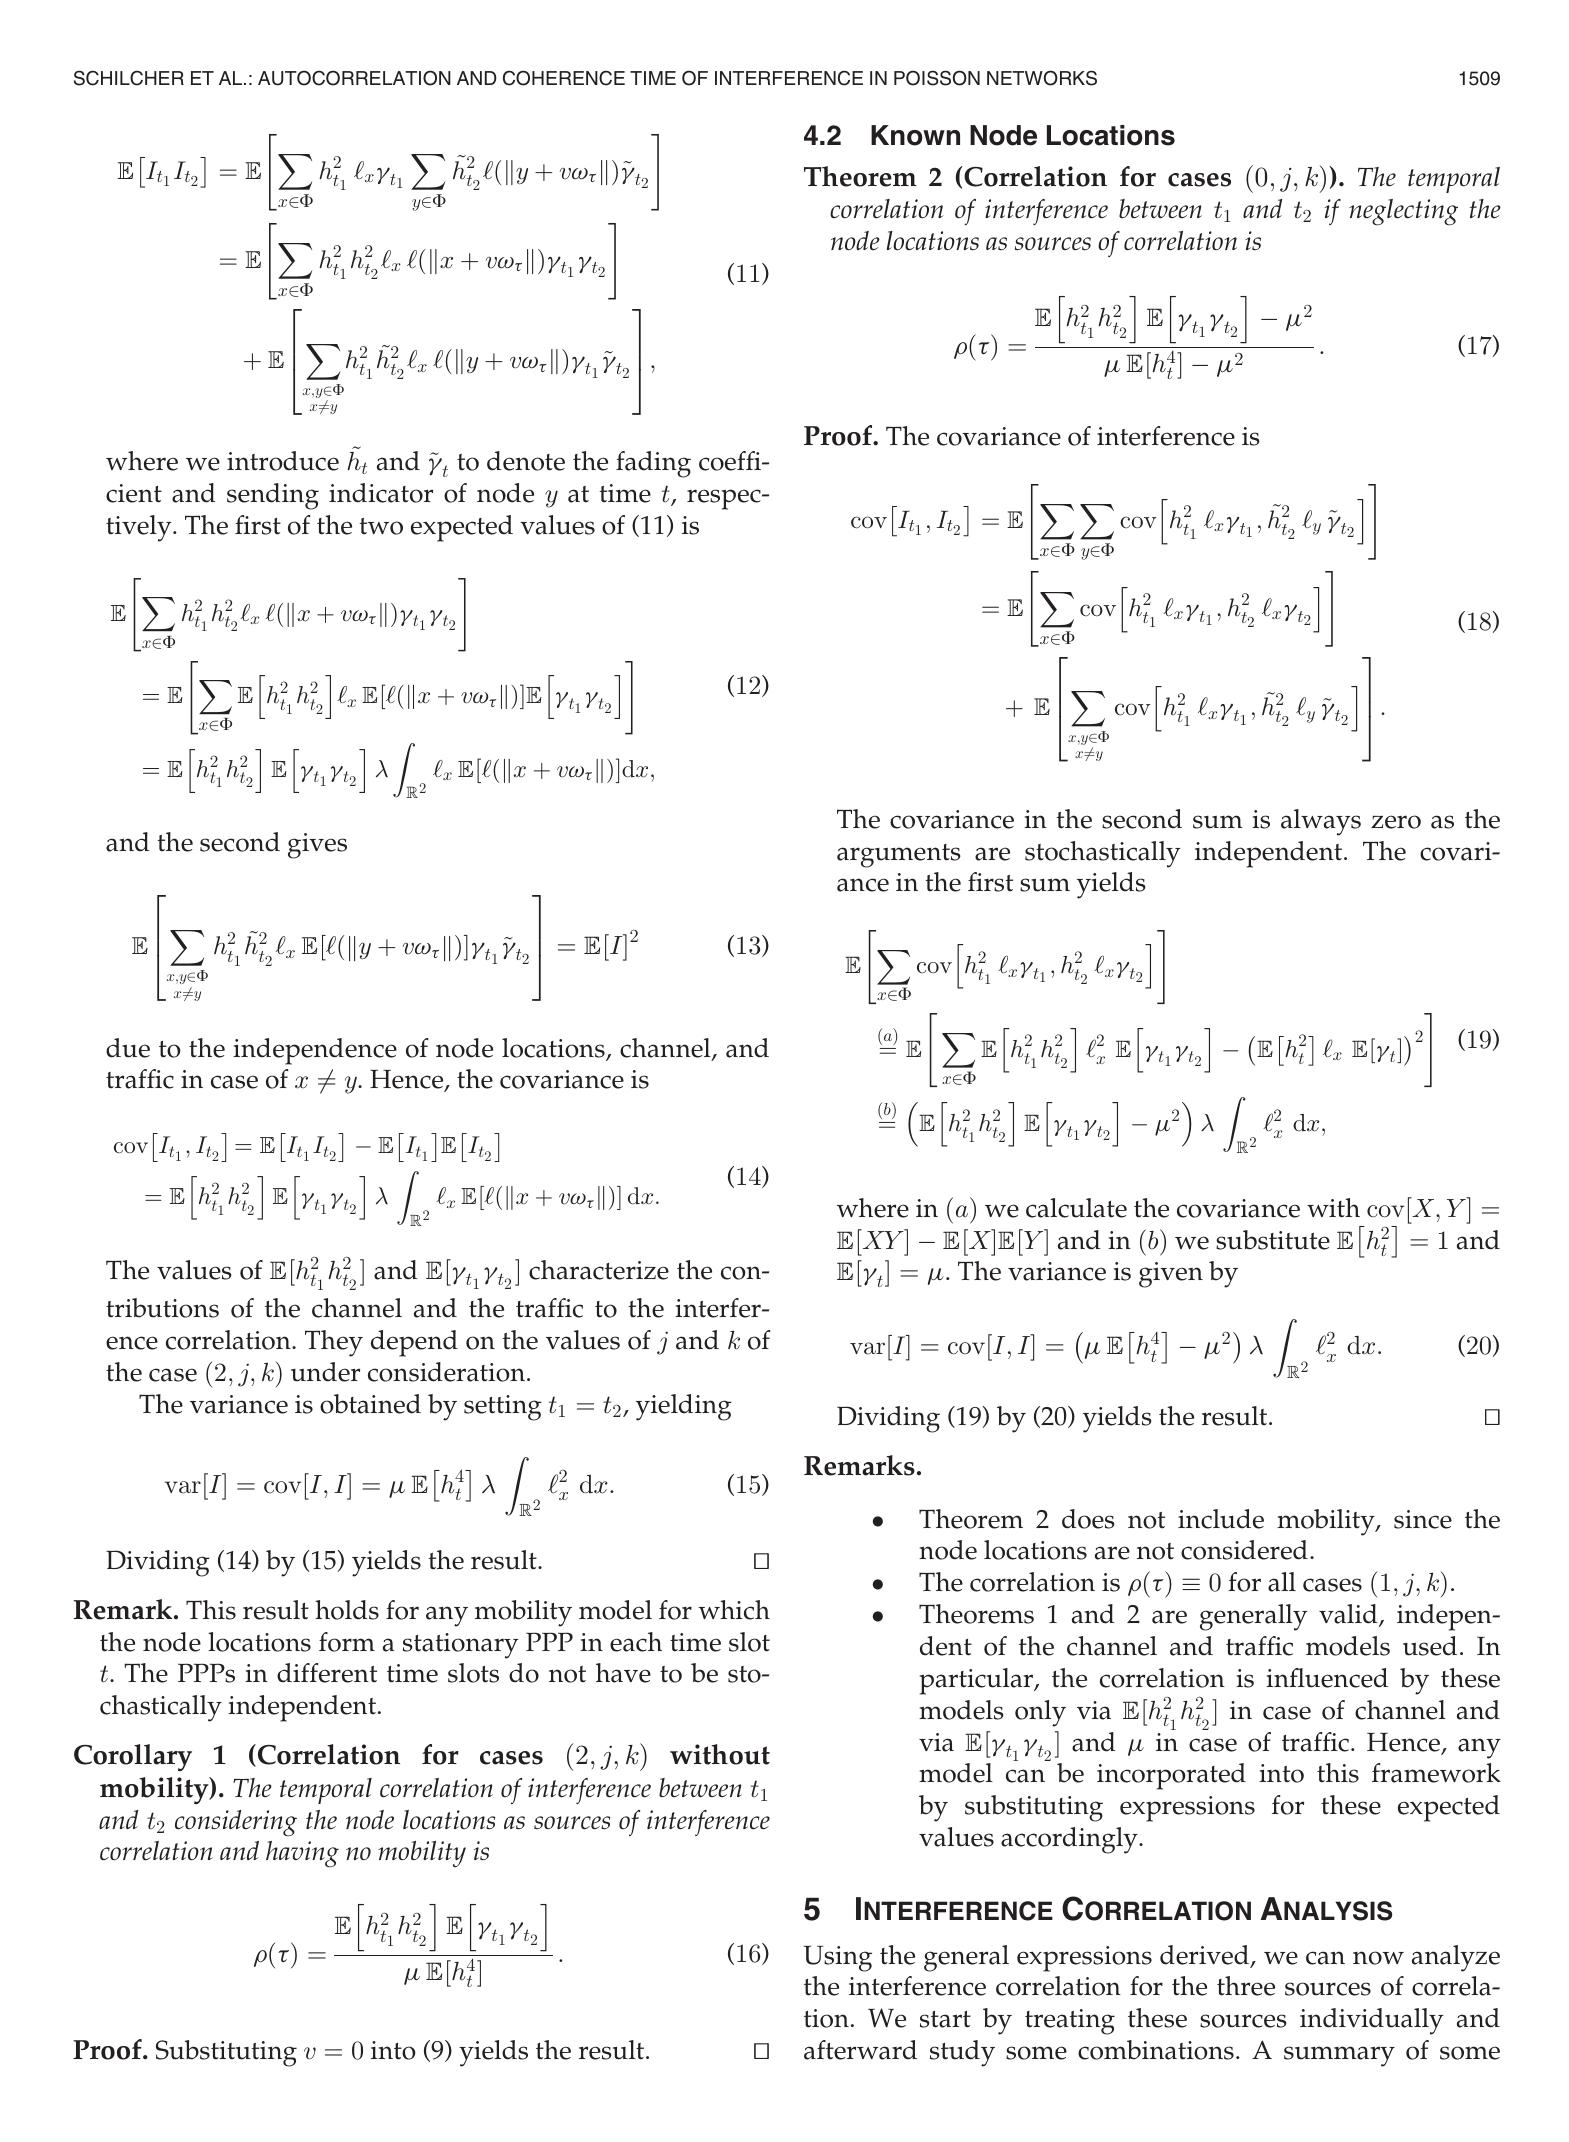 SCHILCHER ET AL.: AUTOCORRELATION AND COHERENCE TIME OF INTERFERENCE IN POISSON NETWORKS 1509
$\mathbb{E}[I_{t_1} I_{t_2}] = \mathbb{E}\left[\sum_{x\in\Phi} h_{t_1}^2 \ell_x \gamma_{t_1} \sum_{y\in\Phi} \tilde{h}_{t_2}^2 \ell(\|y + v\omega_\tau\|)\tilde{\gamma}_{t_2}\right]$
$= \mathbb{E}\left[\sum_{x\in\Phi} h_{t_1}^2 h_{t_2}^2 \ell_x \ell(\|x + v\omega_\tau\|)\gamma_{t_1}\gamma_{t_2}\right]$ (11)
$+ \mathbb{E}\left[\sum_{x,y\in\Phi \atop x\neq y} h_{t_1}^2 \tilde{h}_{t_2}^2 \ell_x \ell(\|y + v\omega_\tau\|)\gamma_{t_1}\tilde{\gamma}_{t_2}\right],$
where we introduce $\tilde{h}_t$ and $\tilde{\gamma}_t$ to denote the fading coeffi-
cient and sending indicator of node $y$ at time $t$, respec-
tively. The first of the two expected values of (11) is
$\mathbb{E}\left[\sum_{x\in\Phi} h_{t_1}^2 h_{t_2}^2 \ell_x \ell(\|x + v\omega_\tau\|)\gamma_{t_1}\gamma_{t_2}\right]$
$= \mathbb{E}\left[\sum_{x\in\Phi} \mathbb{E}\left[h_{t_1}^2 h_{t_2}^2\right] \ell_x \mathbb{E}[\ell(\|x + v\omega_\tau\|)]\mathbb{E}\left[\gamma_{t_1}\gamma_{t_2}\right]\right]$ (12)
$= \mathbb{E}\left[h_{t_1}^2 h_{t_2}^2\right] \mathbb{E}\left[\gamma_{t_1}\gamma_{t_2}\right] \lambda \int_{\mathbb{R}^2} \ell_x \mathbb{E}[\ell(\|x + v\omega_\tau\|)]\mathrm{d}x,$
and the second gives
$\mathbb{E}\left[\sum_{x,y\in\Phi \atop x\neq y} h_{t_1}^2 \tilde{h}_{t_2}^2 \ell_x \mathbb{E}[\ell(\|y + v\omega_\tau\|)]\gamma_{t_1}\tilde{\gamma}_{t_2}\right] = \mathbb{E}[I]^2$ (13)
due to the independence of node locations, channel, and
traffic in case of $x \neq y$. Hence, the covariance is
$\mathrm{cov}[I_{t_1}, I_{t_2}] = \mathbb{E}[I_{t_1} I_{t_2}] - \mathbb{E}[I_{t_1}]\mathbb{E}[I_{t_2}]$
$= \mathbb{E}\left[h_{t_1}^2 h_{t_2}^2\right] \mathbb{E}\left[\gamma_{t_1}\gamma_{t_2}\right] \lambda \int_{\mathbb{R}^2} \ell_x \mathbb{E}[\ell(\|x + v\omega_\tau\|)]\,\mathrm{d}x.$ (14)
The values of $\mathbb{E}[h_{t_1}^2 h_{t_2}^2]$ and $\mathbb{E}[\gamma_{t_1}\gamma_{t_2}]$ characterize the con-
tributions of the channel and the traffic to the interfer-
ence correlation. They depend on the values of $j$ and $k$ of
the case $(2, j, k)$ under consideration.
The variance is obtained by setting $t_1 = t_2$, yielding
$\mathrm{var}[I] = \mathrm{cov}[I, I] = \mu \, \mathbb{E}[h_t^4] \, \lambda \int_{\mathbb{R}^2} \ell_x^2 \, \mathrm{d}x.$ (15)
Dividing (14) by (15) yields the result. □
Remark. This result holds for any mobility model for which
the node locations form a stationary PPP in each time slot
$t$. The PPPs in different time slots do not have to be sto-
chastically independent.
Corollary 1 (Correlation for cases $(2, j, k)$ without
mobility). The temporal correlation of interference between $t_1$
and $t_2$ considering the node locations as sources of interference
correlation and having no mobility is
$\rho(\tau) = \frac{\mathbb{E}\left[h_{t_1}^2 h_{t_2}^2\right] \mathbb{E}\left[\gamma_{t_1}\gamma_{t_2}\right]}{\mu \, \mathbb{E}[h_t^4]}.$ (16)
Proof. Substituting $v = 0$ into (9) yields the result. □
4.2 Known Node Locations
Theorem 2 (Correlation for cases $(0, j, k)$). The temporal
correlation of interference between $t_1$ and $t_2$ if neglecting the
node locations as sources of correlation is
$\rho(\tau) = \frac{\mathbb{E}\left[h_{t_1}^2 h_{t_2}^2\right] \mathbb{E}\left[\gamma_{t_1}\gamma_{t_2}\right] - \mu^2}{\mu \, \mathbb{E}[h_t^4] - \mu^2}.$ (17)
Proof. The covariance of interference is
$\mathrm{cov}[I_{t_1}, I_{t_2}] = \mathbb{E}\left[\sum_{x\in\Phi}\sum_{y\in\Phi} \mathrm{cov}\left[h_{t_1}^2 \ell_x \gamma_{t_1}, \tilde{h}_{t_2}^2 \ell_y \tilde{\gamma}_{t_2}\right]\right]$
$= \mathbb{E}\left[\sum_{x\in\Phi} \mathrm{cov}\left[h_{t_1}^2 \ell_x \gamma_{t_1}, h_{t_2}^2 \ell_x \gamma_{t_2}\right]\right]$ (18)
$+ \mathbb{E}\left[\sum_{x,y\in\Phi \atop x\neq y} \mathrm{cov}\left[h_{t_1}^2 \ell_x \gamma_{t_1}, \tilde{h}_{t_2}^2 \ell_y \tilde{\gamma}_{t_2}\right]\right].$
The covariance in the second sum is always zero as the
arguments are stochastically independent. The covari-
ance in the first sum yields
$\mathbb{E}\left[\sum_{x\in\Phi} \mathrm{cov}\left[h_{t_1}^2 \ell_x \gamma_{t_1}, h_{t_2}^2 \ell_x \gamma_{t_2}\right]\right]$
$\stackrel{(a)}{=} \mathbb{E}\left[\sum_{x\in\Phi} \mathbb{E}\left[h_{t_1}^2 h_{t_2}^2\right] \ell_x^2 \, \mathbb{E}\left[\gamma_{t_1}\gamma_{t_2}\right] - \left(\mathbb{E}[h_t^2] \, \ell_x \, \mathbb{E}[\gamma_t]\right)^2\right]$ (19)
$\stackrel{(b)}{=} \left(\mathbb{E}\left[h_{t_1}^2 h_{t_2}^2\right] \mathbb{E}\left[\gamma_{t_1}\gamma_{t_2}\right] - \mu^2\right) \lambda \int_{\mathbb{R}^2} \ell_x^2 \, \mathrm{d}x,$
where in $(a)$ we calculate the covariance with $\mathrm{cov}[X, Y] =$
$\mathbb{E}[XY] - \mathbb{E}[X]\mathbb{E}[Y]$ and in $(b)$ we substitute $\mathbb{E}[h_t^2] = 1$ and
$\mathbb{E}[\gamma_t] = \mu$. The variance is given by
$\mathrm{var}[I] = \mathrm{cov}[I, I] = \left(\mu \, \mathbb{E}[h_t^4] - \mu^2\right) \lambda \int_{\mathbb{R}^2} \ell_x^2 \, \mathrm{d}x.$ (20)
Dividing (19) by (20) yields the result. □
Remarks.
• Theorem 2 does not include mobility, since the
node locations are not considered.
• The correlation is $\rho(\tau) \equiv 0$ for all cases $(1, j, k)$.
• Theorems 1 and 2 are generally valid, indepen-
dent of the channel and traffic models used. In
particular, the correlation is influenced by these
models only via $\mathbb{E}[h_{t_1}^2 h_{t_2}^2]$ in case of channel and
via $\mathbb{E}[\gamma_{t_1}\gamma_{t_2}]$ and $\mu$ in case of traffic. Hence, any
model can be incorporated into this framework
by substituting expressions for these expected
values accordingly.
5 INTERFERENCE CORRELATION ANALYSIS
Using the general expressions derived, we can now analyze
the interference correlation for the three sources of correla-
tion. We start by treating these sources individually and
afterward study some combinations. A summary of some